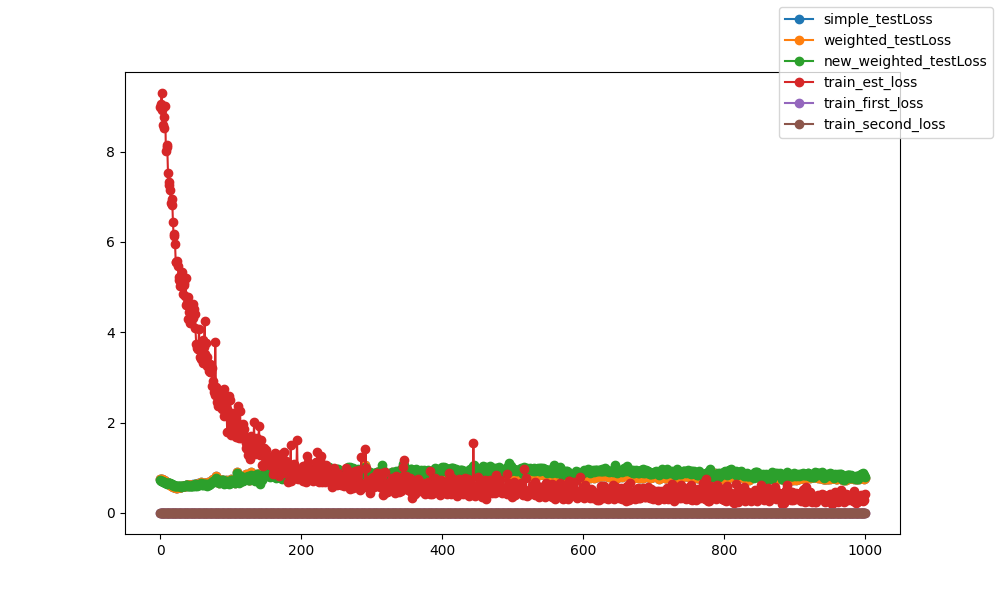 simple_testLoss
weighted_testLoss
new_weighted_testLoss
train_est_loss
train_first_loss
train_second_loss
8
6
4
2
0
0 200 400 600 800 1000